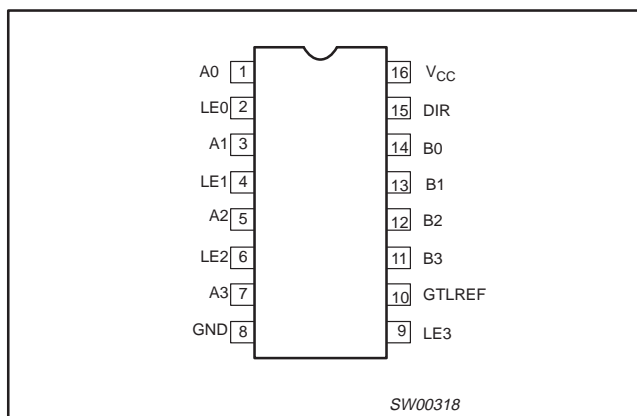 A0 1 16 VCC
LE0 2 15 DIR
A1 3 14 B0
LE1 4 13 B1
A2 5 12 B2
LE2 6 11 B3
A3 7 10 GTLREF
GND 8 9 LE3
SW00318